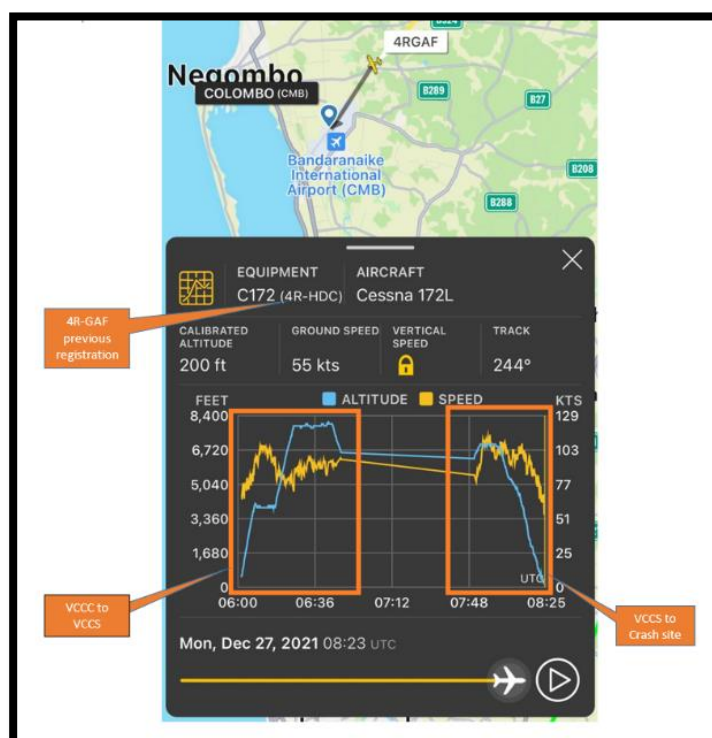 4RGAF
Negombo
COLOMBO (CMB)
B289
B27
Bandaranaike
International
Airport (CMB)
B208
B288
EQUIPMENT
C172 (4R-HDC)
AIRCRAFT
Cessna 172L
4R-GAF
previous
registration
CALIBRATED
ALTITUDE
200 ft
GROUND SPEED
55 kts
VERTICAL
SPEED
TRACK
244°
FEET
ALTITUDE
SPEED
KTS
8,400
129
6,720
103
5,040
77
3,360
51
1,680
25
0
UTC
0
06:00
06:36
07:12
07:48
08:25
VCCC to
VCCS
VCCS to
Crash site
Mon, Dec 27, 2021 08:23 UTC